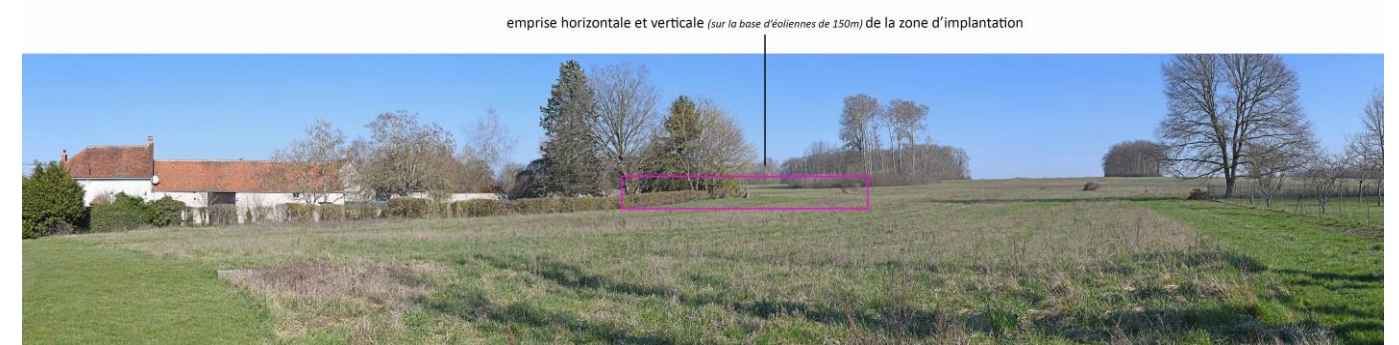 emprise horizontale et verticale (sur la base d'éoliennes de 150m) de la zone d'implantation